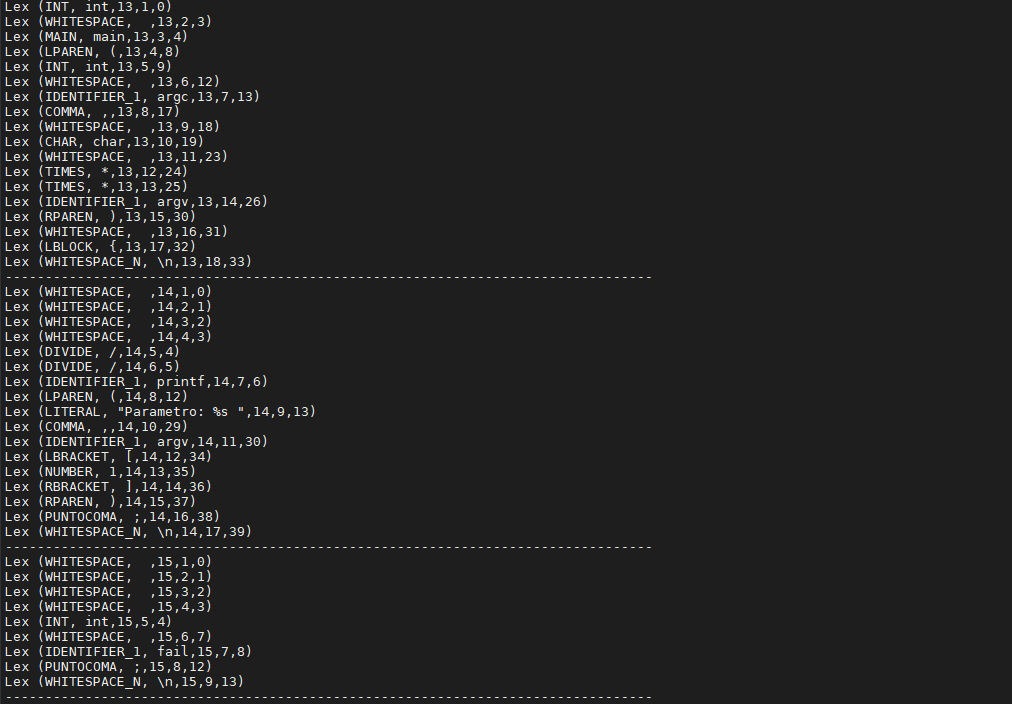 Lex (INT, int,13,1,0)
Lex (WHITESPACE,  ,13,2,3)
Lex (MAIN, main,13,3,4)
Lex (LPAREN, (,13,4,8)
Lex (INT, int,13,5,9)
Lex (WHITESPACE,  ,13,6,12)
Lex (IDENTIFIER_1, argc,13,7,13)
Lex (COMMA, ,,13,8,17)
Lex (WHITESPACE,  ,13,9,18)
Lex (CHAR, char,13,10,19)
Lex (WHITESPACE,  ,13,11,23)
Lex (TIMES, *,13,12,24)
Lex (TIMES, *,13,13,25)
Lex (IDENTIFIER_1, argv,13,14,26)
Lex (RPAREN, ),13,15,30)
Lex (WHITESPACE,  ,13,16,31)
Lex (LBLOCK, {,13,17,32)
Lex (WHITESPACE_N, \n,13,18,33)
--------------------------------------------------------------------------------
Lex (WHITESPACE,  ,14,1,0)
Lex (WHITESPACE,  ,14,2,1)
Lex (WHITESPACE,  ,14,3,2)
Lex (WHITESPACE,  ,14,4,3)
Lex (DIVIDE, /,14,5,4)
Lex (DIVIDE, /,14,6,5)
Lex (IDENTIFIER_1, printf,14,7,6)
Lex (LPAREN, (,14,8,12)
Lex (LITERAL, "Parametro: %s ",14,9,13)
Lex (COMMA, ,,14,10,29)
Lex (IDENTIFIER_1, argv,14,11,30)
Lex (LBRACKET, [,14,12,34)
Lex (NUMBER, 1,14,13,35)
Lex (RBRACKET, ],14,14,36)
Lex (RPAREN, ),14,15,37)
Lex (PUNTOCOMA, ;,14,16,38)
Lex (WHITESPACE_N, \n,14,17,39)
--------------------------------------------------------------------------------
Lex (WHITESPACE,  ,15,1,0)
Lex (WHITESPACE,  ,15,2,1)
Lex (WHITESPACE,  ,15,3,2)
Lex (WHITESPACE,  ,15,4,3)
Lex (INT, int,15,5,4)
Lex (WHITESPACE,  ,15,6,7)
Lex (IDENTIFIER_1, fail,15,7,8)
Lex (PUNTOCOMA, ;,15,8,12)
Lex (WHITESPACE_N, \n,15,9,13)
--------------------------------------------------------------------------------